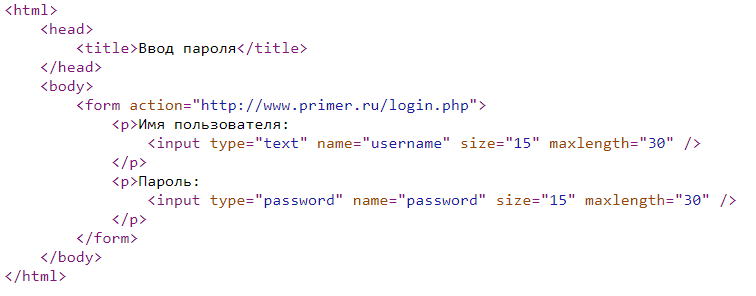 <html>
<head>
<title>Ввод пароля</title>
</head>
<body>
<form action="http://www.primer.ru/login.php">
<p>Имя пользователя:
<input type="text" name="username" size="15" maxlength="30" />
</p>
<p>Пароль:
<input type="password" name="password" size="15" maxlength="30" />
</p>
</form>
</body>
</html>